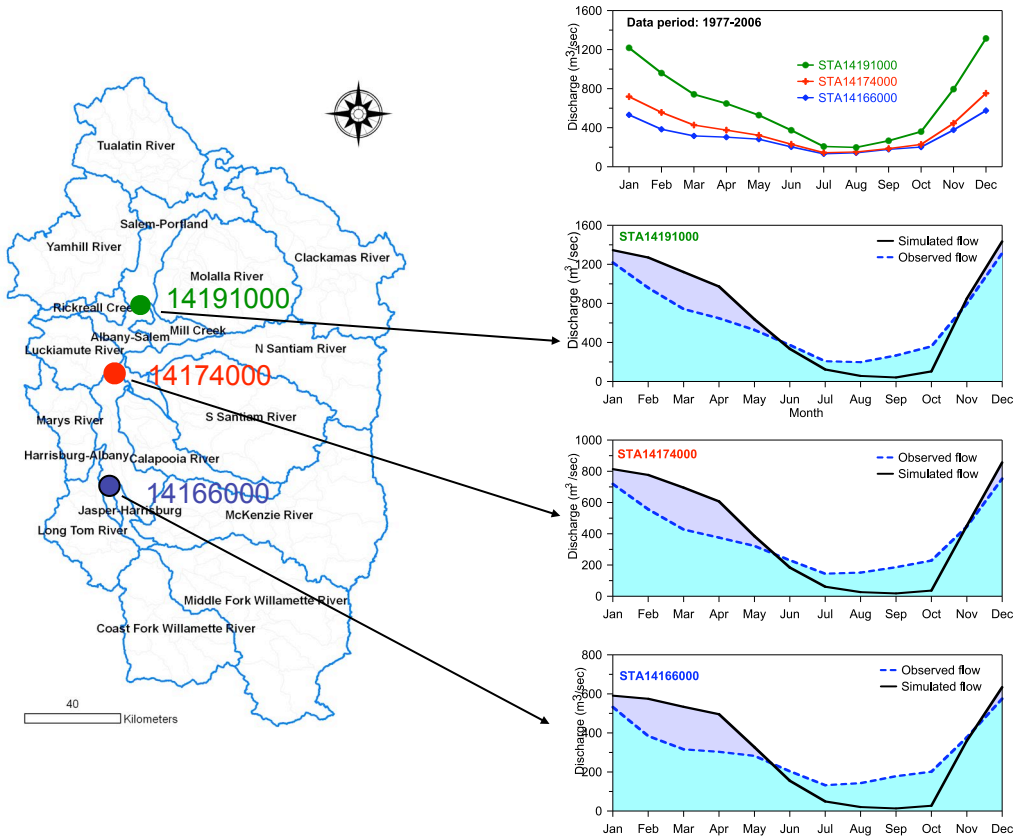 Tualatin River
Salem-Portland
Yamhill River
Clackamas River
Molalla River
14191000
Rickreall Cree
Mill Creek
Albany-Salem
Luckiamute River
N Santiam River
14174000
S Santiam River
Marys River
Harrisburg-Albany
Calapooia River
14166000
Jasper-Harrisburg
McKenzie River
Long Tom River
Middle Fork Willamette River
Coast Fork Willamette River
40
Kilometers
Data period: 1977-2006
STA14191000
STA14174000
STA14166000
Discharge (m3/sec)
1600
1200
800
400
0
Jan Feb Mar Apr May Jun Jul Aug Sep Oct Nov Dec
STA14191000
Simulated flow
Observed flow
Discharge (m3/sec)
1600
1200
800
400
0
Jan Feb Mar Apr May Jun Jul Aug Sep Oct Nov Dec
Month
STA14174000
Observed flow
Simulated flow
Discharge (m3/sec)
1000
800
600
400
200
0
Jan Feb Mar Apr May Jun Jul Aug Sep Oct Nov Dec
STA14166000
Observed flow
Simulated flow
Discharge (m3/sec)
800
600
400
200
0
Jan Feb Mar Apr May Jun Jul Aug Sep Oct Nov Dec